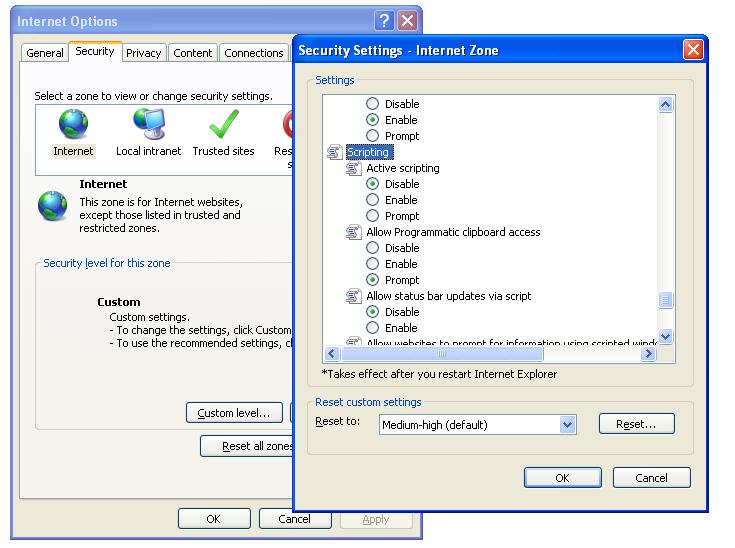 Internet Options
General Security Privacy Content Connections
Select a zone to view or change security settings.
Internet Local intranet Trusted sites
Internet
This zone is for Internet websites,
except those listed in trusted and
restricted zones.
Security level for this zone
Custom
Custom settings.
- To change the settings, click Custom
- To use the recommended settings,
Custom level...
Reset all zones
OK Cancel Apply
Security Settings - Internet Zone
Settings
Disable
Enable
Prompt
Scripting
Active scripting
Disable
Enable
Prompt
Allow Programmatic clipboard access
Disable
Enable
Prompt
Allow status bar updates via script
Disable
Enable
Allow websites to prompt for information using scripted
*Takes effect after you restart Internet Explorer
Reset custom settings
Reset to: Medium-high (default) Reset...
OK Cancel